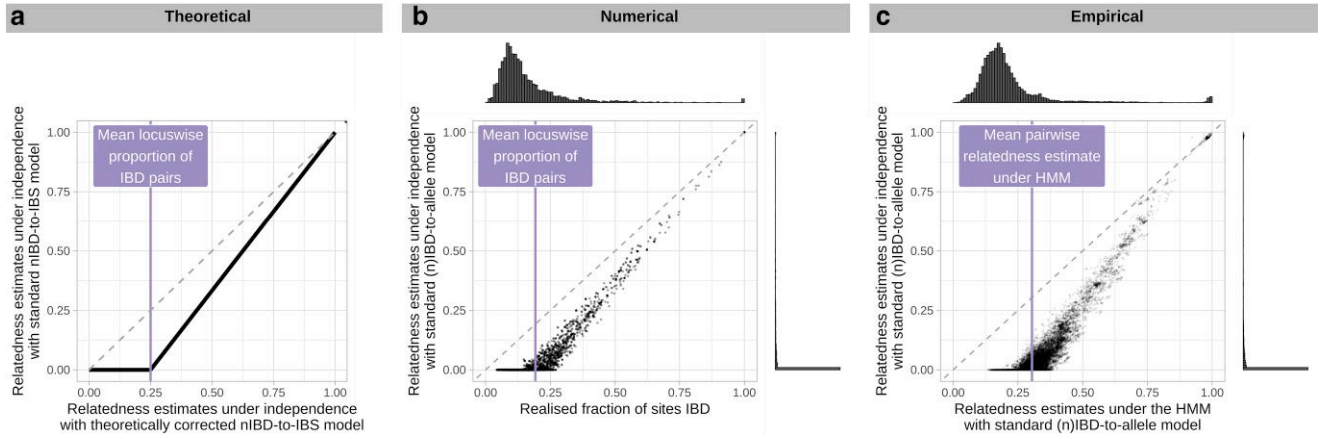 a
Theoretical
Relatedness estimates under independence
with standard nIBD-to-IBS model
1.00
0.75
0.50
0.25
0.00
Mean locuswise
proportion of
IBD pairs
0.00 0.25 0.50 0.75 1.00
Relatedness estimates under independence
with theoretically corrected nIBD-to-IBS model
b
Numerical
Relatedness estimates under independence
with standard (n)IBD-to-allele model
1.00
0.75
0.50
0.25
0.00
Mean locuswise
proportion of
IBD pairs
0.00 0.25 0.50 0.75 1.00
Realised fraction of sites IBD
c
Empirical
Relatedness estimates under independence
with standard (n)IBD-to-allele model
1.00
0.75
0.50
0.25
0.00
Mean pairwise
relatedness estimate
under HMM
0.00 0.25 0.50 0.75 1.00
Relatedness estimates under the HMM
with standard (n)IBD-to-allele model